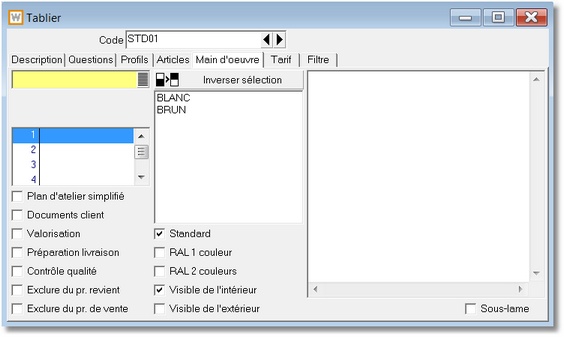 W Tablier
Code STD01
Description Questions Profils Articles Main d'oeuvre Tarif Filtre
Inverser sélection
BLANC
BRUN
1
2
3
4
Plan d'atelier simplifié
Documents client
Valorisation
Standard
Préparation livraison
RAL 1 couleur
Contrôle qualité
RAL 2 couleurs
Exclure du pr. revient
Visible de l'intérieur
Exclure du pr. de vente
Visible de l'extérieur
Sous-lame